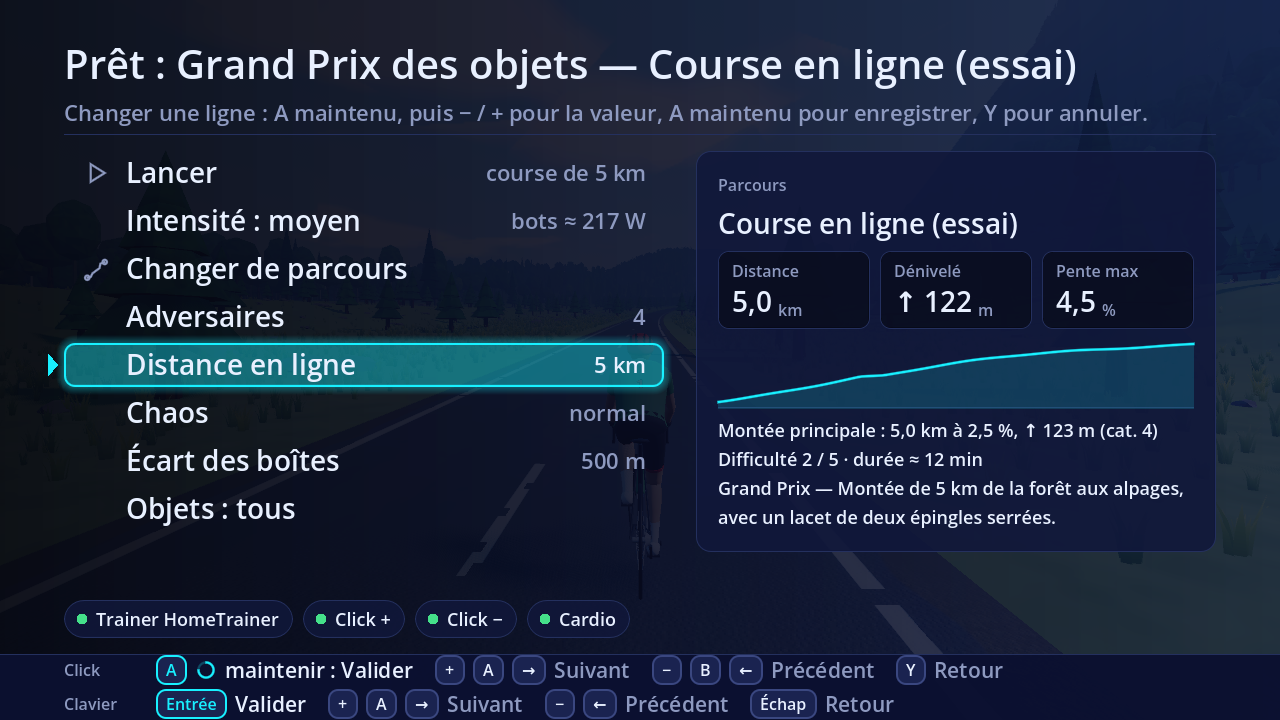 Prêt : Grand Prix des objets — Course en ligne (essai)
Changer une ligne : A maintenu, puis − / + pour la valeur, A maintenu pour enregistrer, Y pour annuler.
Lancer course de 5 km
Intensité : moyen bots ≈ 217 W
Changer de parcours
Adversaires 4
Distance en ligne 5 km
Chaos normal
Écart des boîtes 500 m
Objets : tous
Parcours
Course en ligne (essai)
Distance Dénivelé Pente max
5,0 km ↑ 122 m 4,5 %
Montée principale : 5,0 km à 2,5 %, ↑ 123 m (cat. 4)
Difficulté 2 / 5 · durée ≈ 12 min
Grand Prix — Montée de 5 km de la forêt aux alpages,
avec un lacet de deux épingles serrées.
Trainer HomeTrainer Click + Click − Cardio
Click A maintenir : Valider + A → Suivant − B ← Précédent Y Retour
Clavier Entrée Valider + A → Suivant − ← Précédent Échap Retour